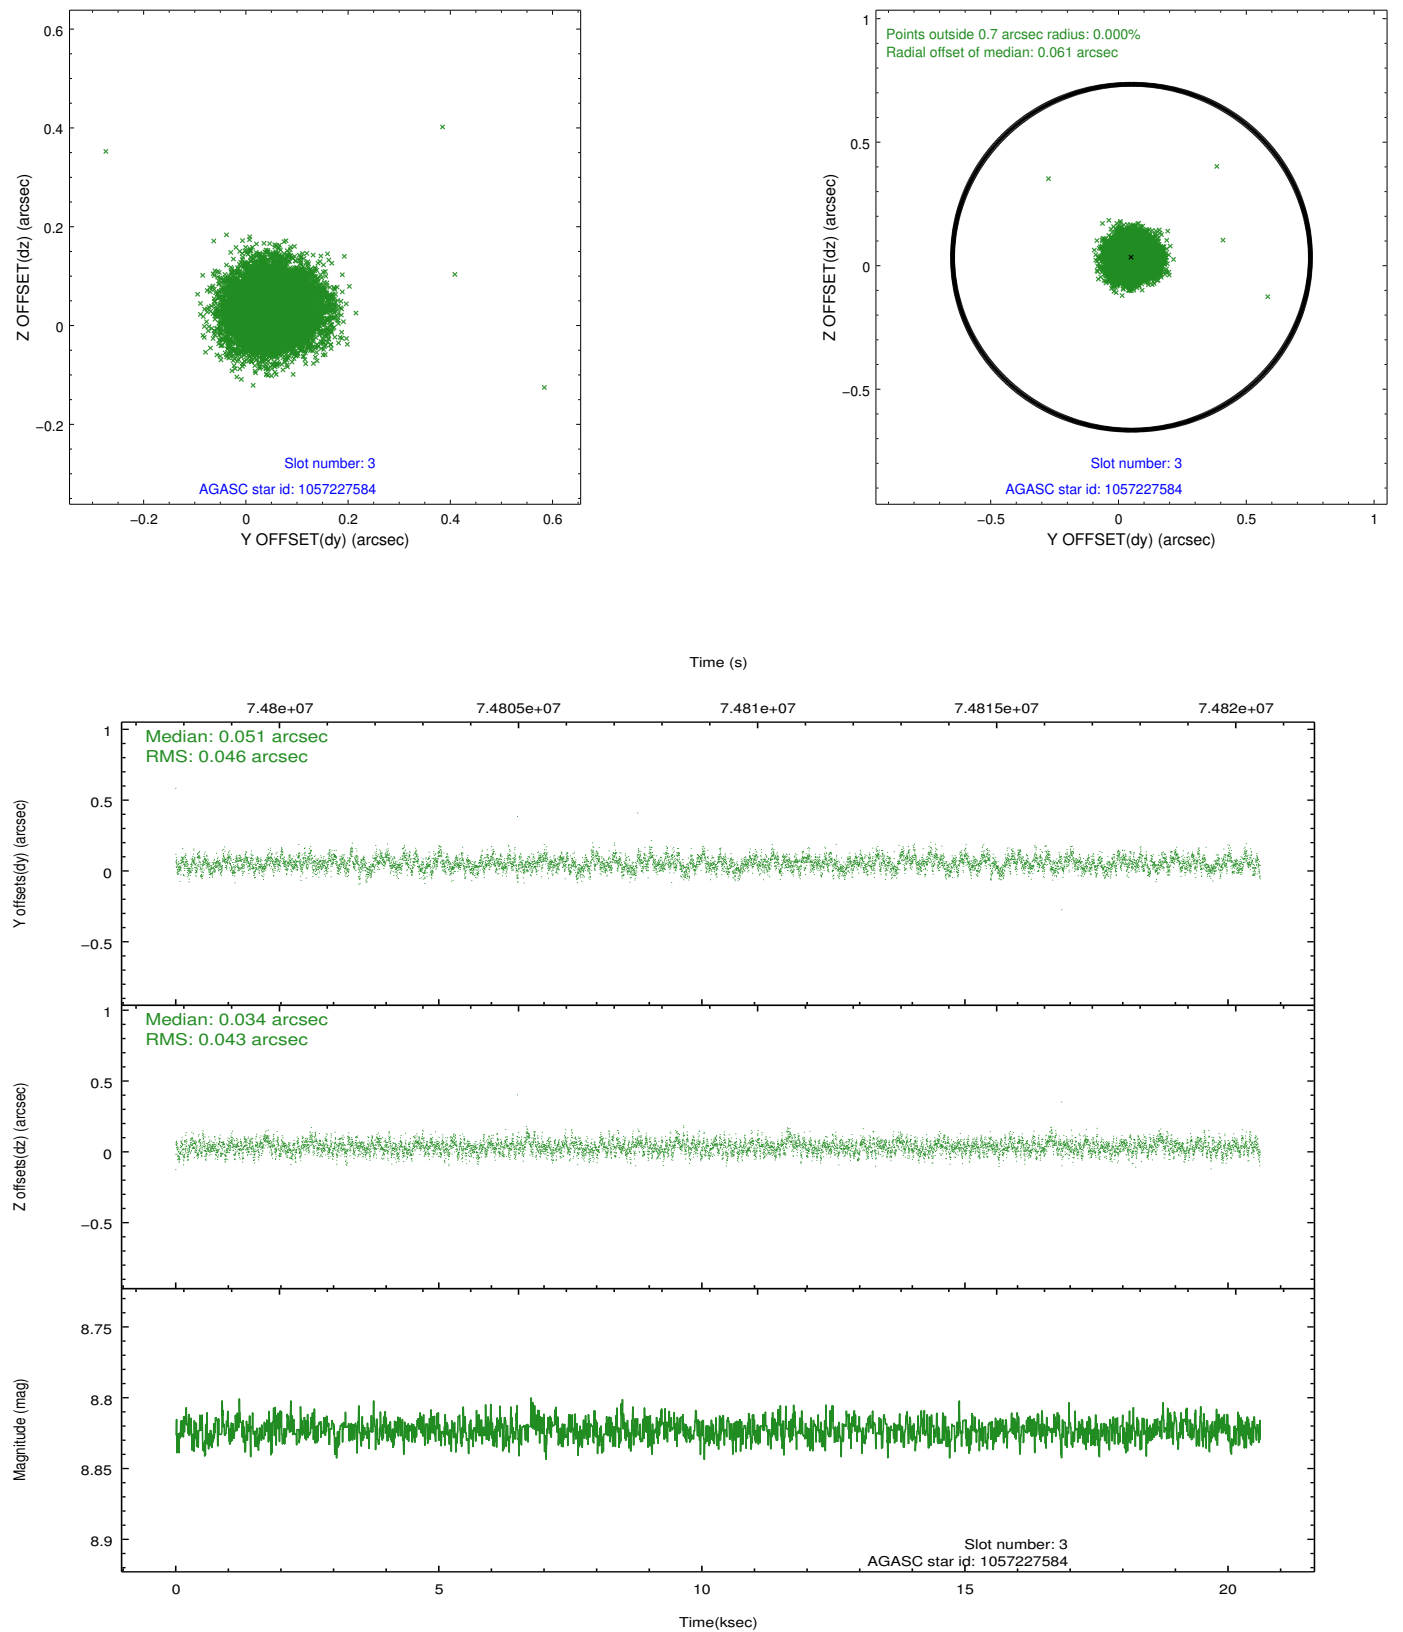 0.6
0.4
0.2
0
−0.2
Z OFFSET(dz) (arcsec)
Slot number: 3
AGASC star id: 1057227584
−0.2 0 0.2 0.4 0.6
Y OFFSET(dy) (arcsec)
Points outside 0.7 arcsec radius: 0.000%
Radial offset of median: 0.061 arcsec
1
0.5
0
−0.5
Z OFFSET(dz) (arcsec)
Slot number: 3
AGASC star id: 1057227584
−0.5 0 0.5 1
Y OFFSET(dy) (arcsec)
Time (s)
7.48e+07 7.4805e+07 7.481e+07 7.4815e+07 7.482e+07
Median: 0.051 arcsec
RMS: 0.046 arcsec
1
0.5
0
−0.5
Y offsets(dy) (arcsec)
Median: 0.034 arcsec
RMS: 0.043 arcsec
1
0.5
0
−0.5
Z offsets(dz) (arcsec)
8.75
8.8
8.85
8.9
Magnitude (mag)
Slot number: 3
AGASC star id: 1057227584
0 5 10 15 20
Time(ksec)